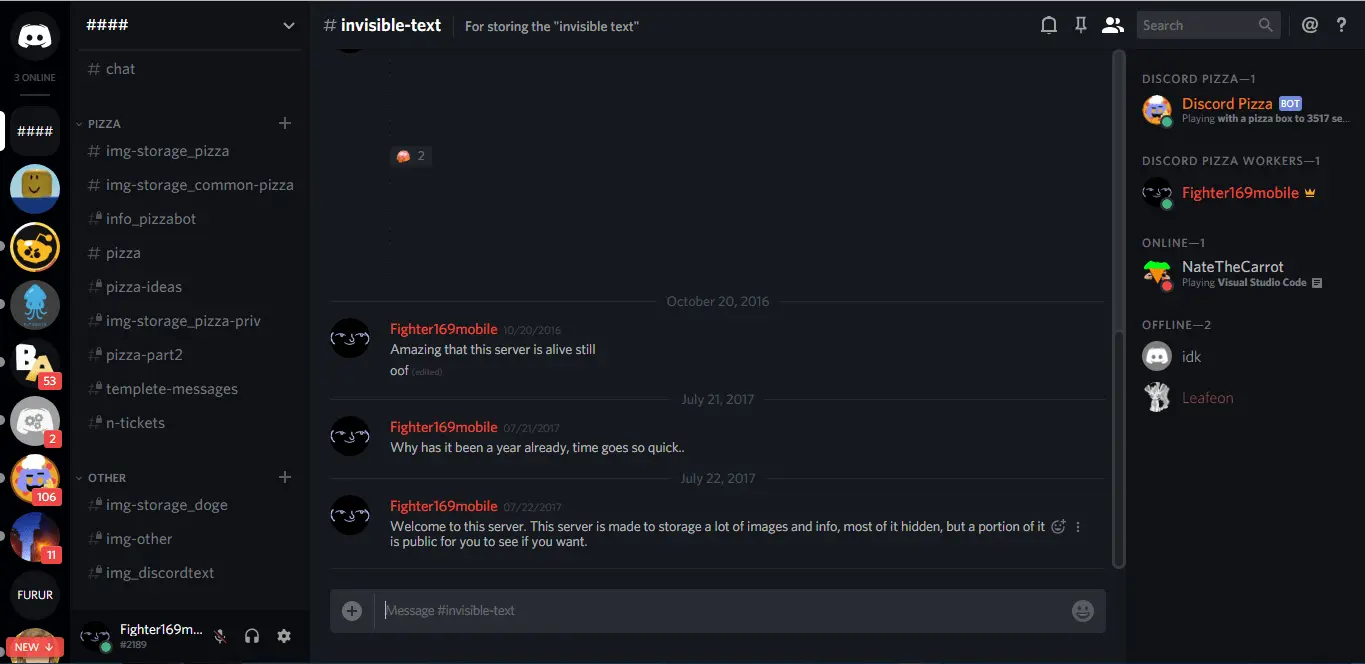 3 ONLINE
####
BA
53
2
106
11
FURUR
NEW ↓
####
# chat
PIZZA
# img-storage_pizza
# img-storage_common-pizza
# info_pizzabot
# pizza
# pizza-ideas
# img-storage_pizza-priv
# pizza-part2
# templete-messages
# n-tickets
OTHER
# img-storage_doge
# img-other
# img_discordtext
Fighter169m...
#2189
# invisible-text
For storing the "invisible text"
Search
@ ?
2
October 20, 2016
Fighter169mobile 10/20/2016
Amazing that this server is alive still
oof (edited)
July 21, 2017
Fighter169mobile 07/21/2017
Why has it been a year already, time goes so quick..
July 22, 2017
Fighter169mobile 07/22/2017
Welcome to this server. This server is made to storage a lot of images and info, most of it hidden, but a portion of it
is public for you to see if you want.
Message #invisible-text
DISCORD PIZZA—1
Discord Pizza BOT
Playing with a pizza box to 3517 se...
DISCORD PIZZA WORKERS—1
Fighter169mobile
ONLINE—1
NateTheCarrot
Playing Visual Studio Code
OFFLINE—2
idk
Leafeon